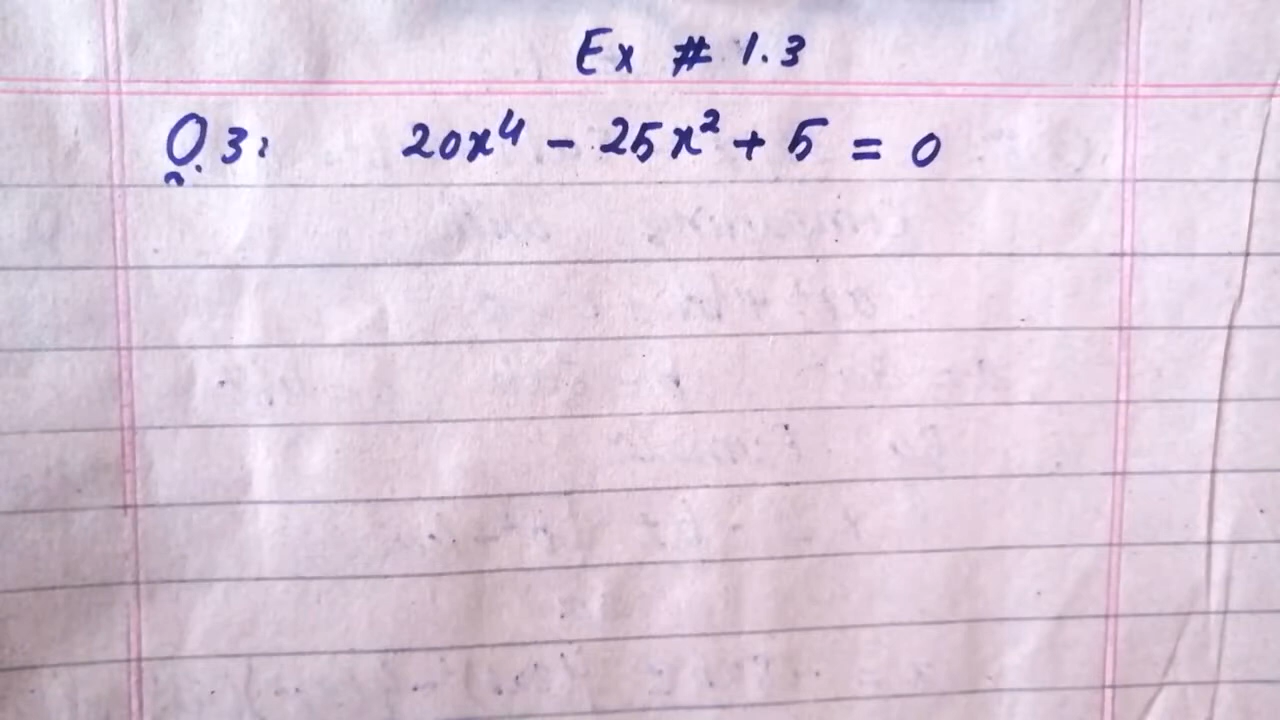 Ex # 1.3
Q.3: 20x⁴ - 25x² + 5 = 0